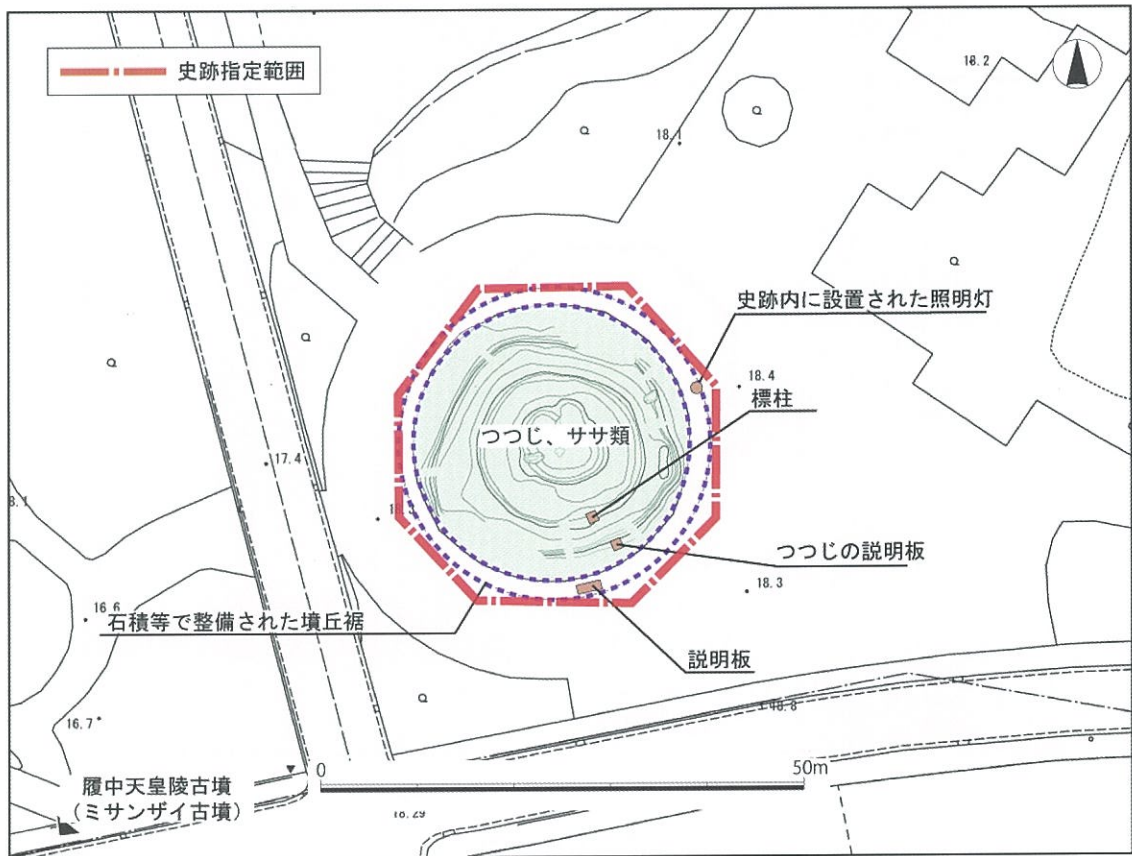 史跡指定範囲
18.2
18.1
史跡内に設置された照明灯
18.4
標柱
つつじ、ササ類
17.4
つつじの説明板
18.3
16.6
石積等で整備された墳丘裾
説明板
16.7
0
50m
履中天皇陵古墳
（ミサンザイ古墳）
18.29